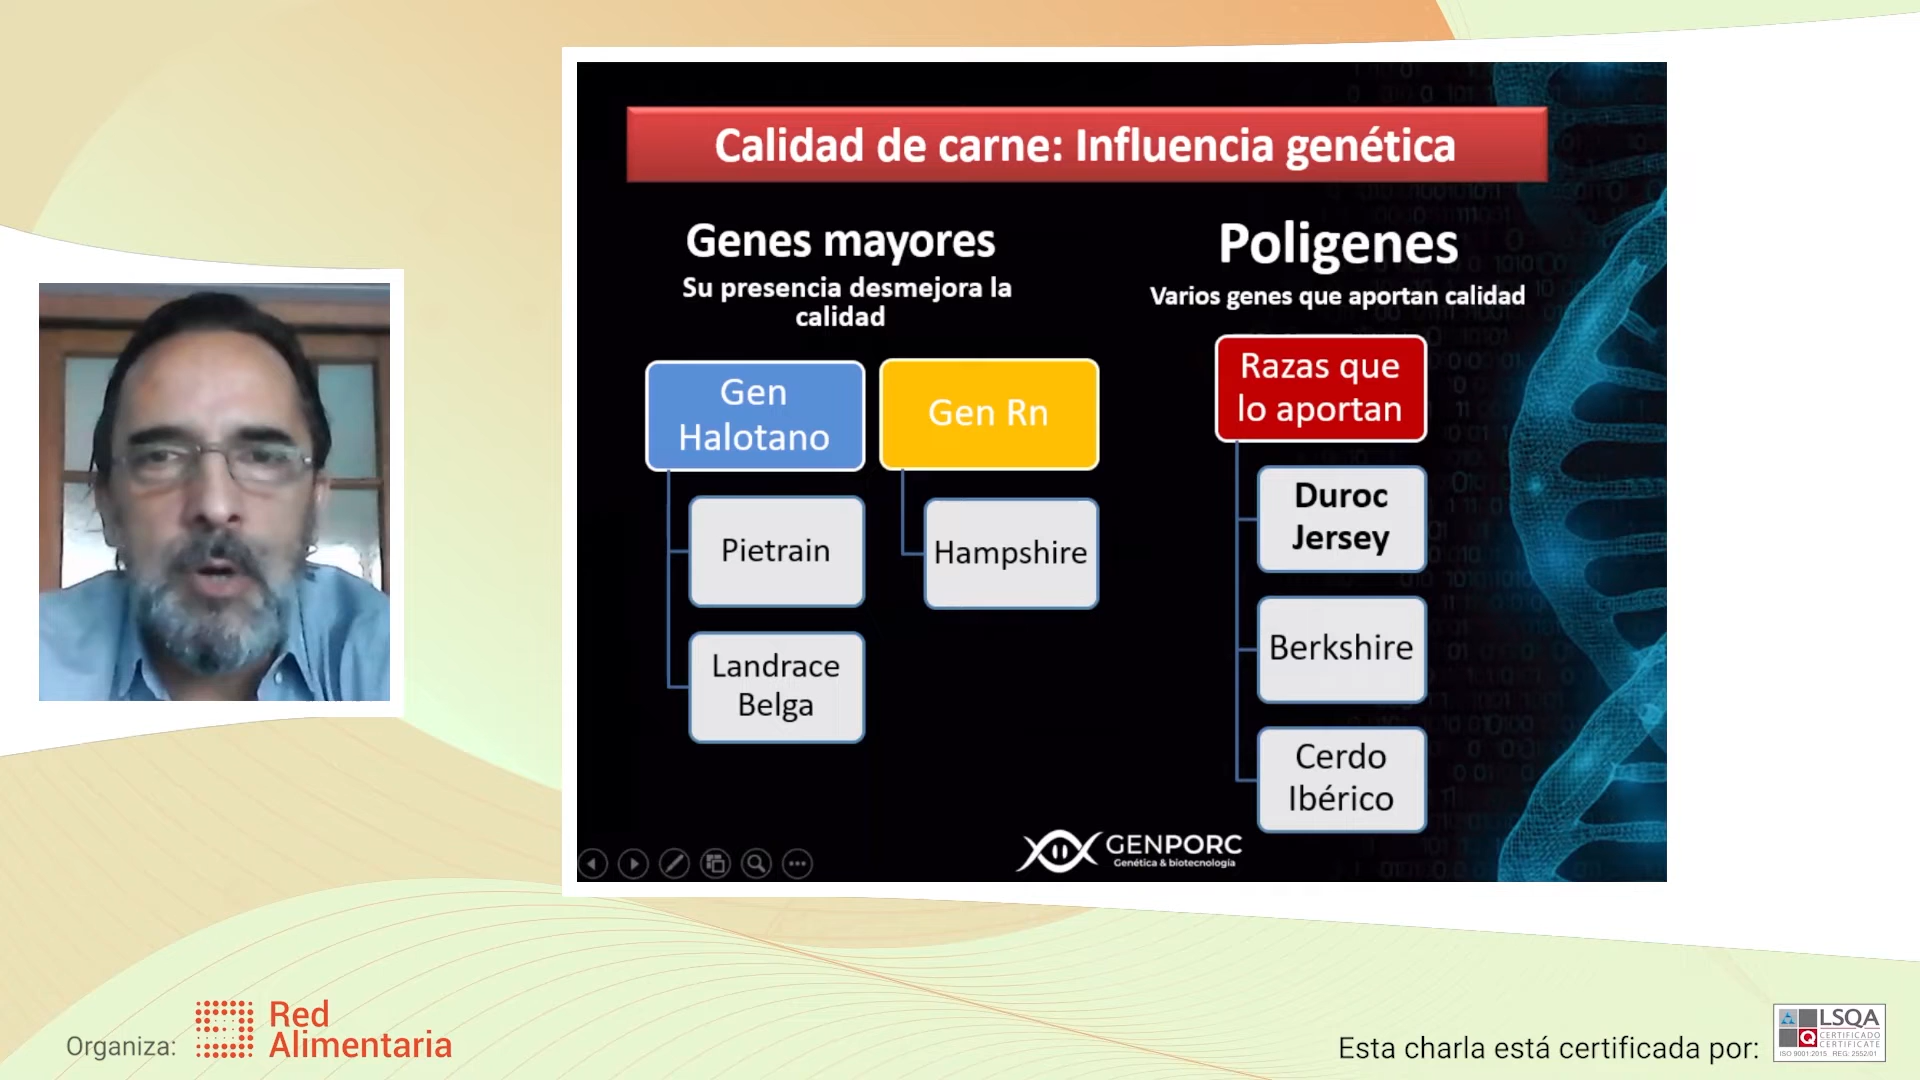 Calidad de carne: Influencia genética
Genes mayores
Su presencia desmejora la
calidad
Gen
Halotano
Pietrain
Landrace
Belga
Gen Rn
Hampshire
Poligenes
Varios genes que aportan calidad
Razas que
lo aportan
Duroc
Jersey
Berkshire
Cerdo
Ibérico
GENPORC
Genética & biotecnología
Organiza:
Red
Alimentaria
Esta charla está certificada por:
LSQA
CERTIFICADO
CERTIFICATE
ISO 9001:2015 REG: 2552/01